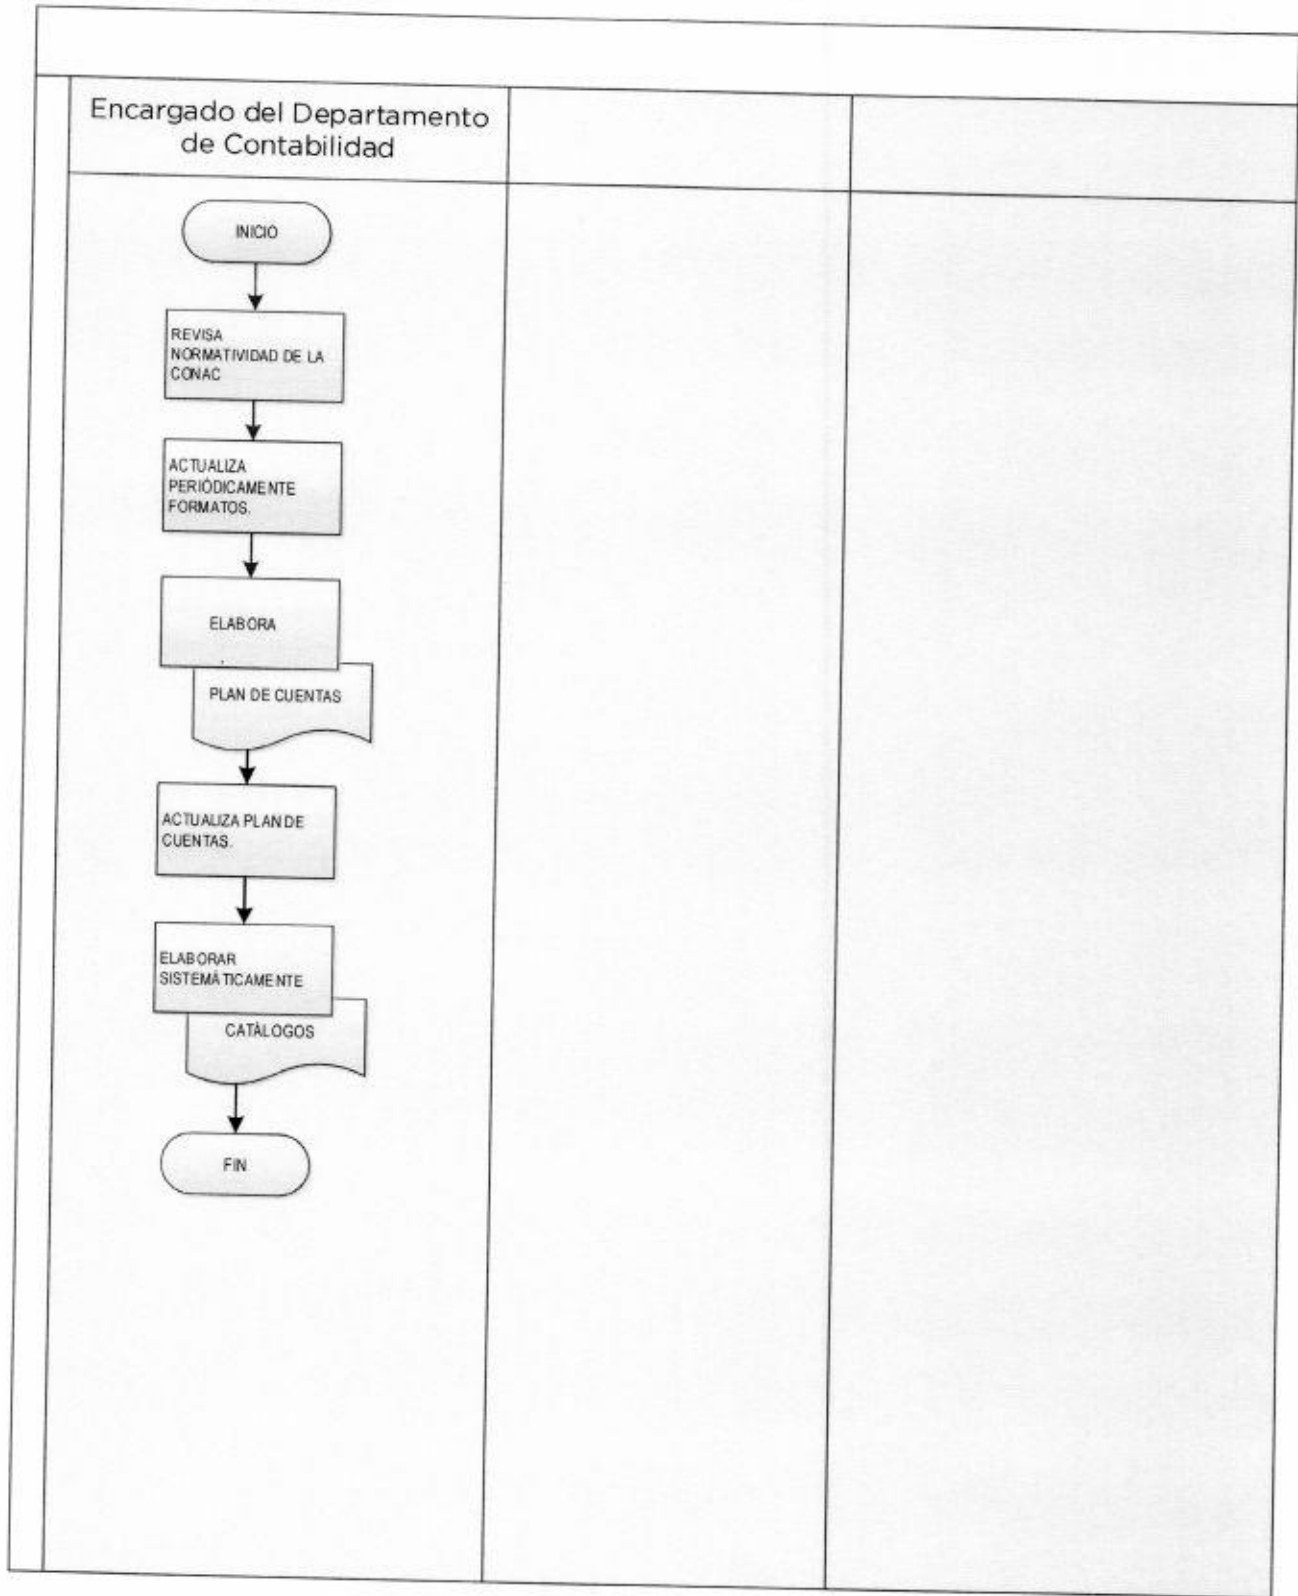 Encargado del Departamento
de Contabilidad
INICIO
REVISA
NORMATIVIDAD DE LA
CONAC
ACTUALIZA
PERIÓDICAMENTE
FORMATOS.
ELABORA
PLAN DE CUENTAS
ACTUALIZA PLAN DE
CUENTAS.
ELABORAR
SISTEMÁTICAMENTE
CATÀLOGOS
FIN